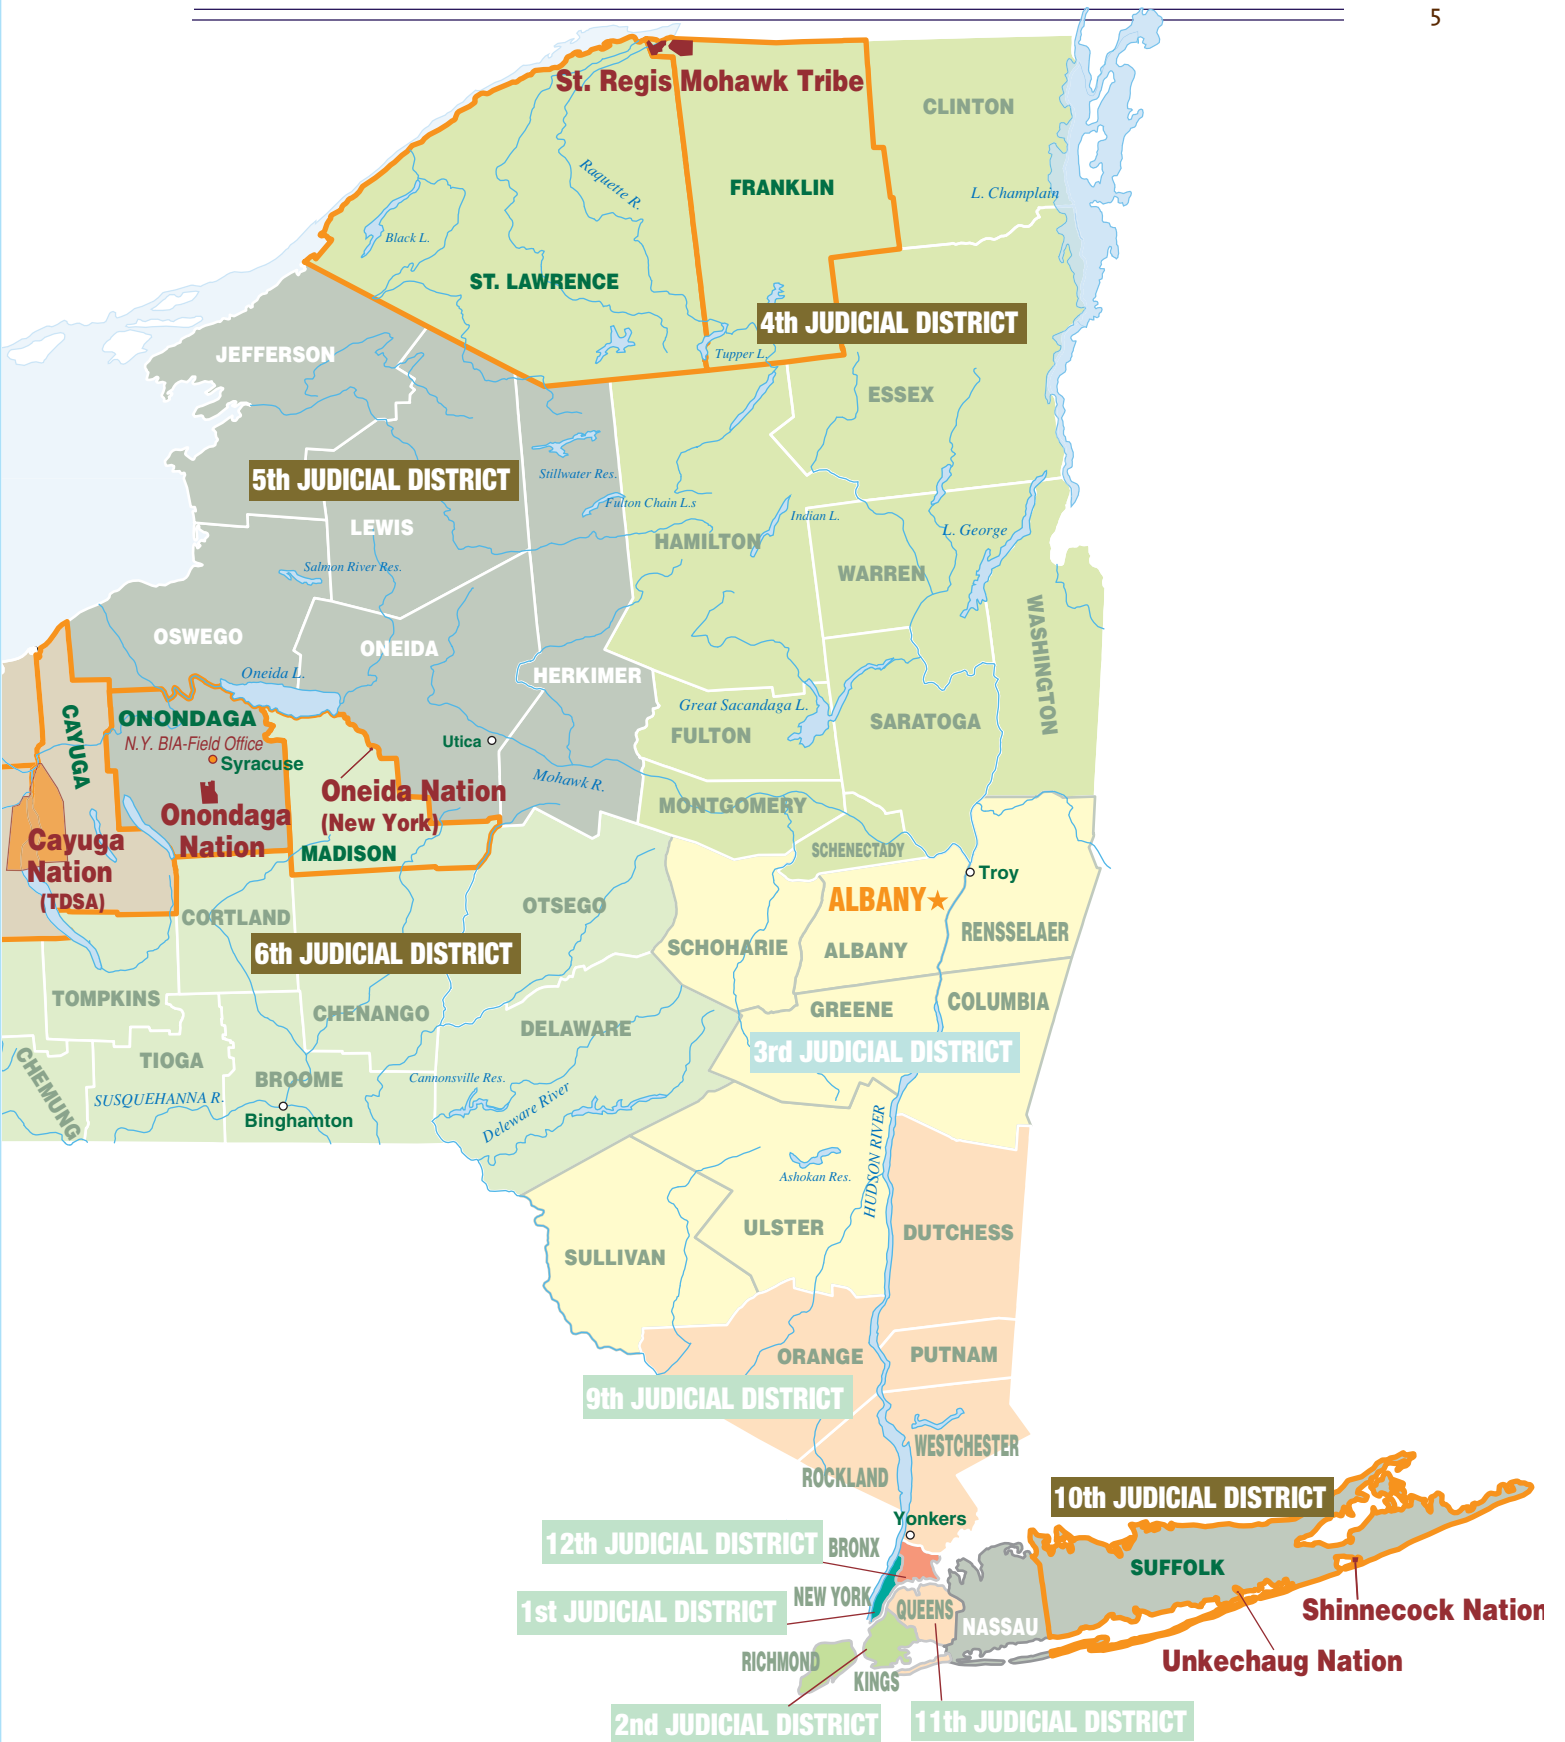 5
St. Regis Mohawk Tribe
CLINTON
Raquette R.
FRANKLIN
L. Champlain
Black L.
ST. LAWRENCE
4th JUDICIAL DISTRICT
JEFFERSON
Tupper L.
ESSEX
5th JUDICIAL DISTRICT
Stillwater Res.
Fulton Chain L.s
Indian L.
LEWIS
L. George
HAMILTON
Salmon River Res.
WARREN
WASHINGTON
OSWEGO
ONEIDA
Oneida L.
HERKIMER
CAYUGA
ONONDAGA
Great Sacandaga L.
SARATOGA
FULTON
N.Y. BIA-Field Office
Utica
Syracuse
Mohawk R.
Oneida Nation
(New York)
MONTGOMERY
Onondaga
Nation
Cayuga
Nation
(TDSA)
MADISON
SCHENECTADY
Troy
ALBANY
OTSEGO
CORTLAND
RENSSELAER
SCHOHARIE
ALBANY
6th JUDICIAL DISTRICT
TOMPKINS
CHENANGO
GREENE
COLUMBIA
DELAWARE
3rd JUDICIAL DISTRICT
CHEMUNG
TIOGA
BROOME
Cannonsville Res.
SUSQUEHANNA R.
Deleware River
Binghamton
HUDSON RIVER
Ashokan Res.
ULSTER
DUTCHESS
SULLIVAN
ORANGE
PUTNAM
9th JUDICIAL DISTRICT
WESTCHESTER
ROCKLAND
10th JUDICIAL DISTRICT
Yonkers
12th JUDICIAL DISTRICT
BRONX
SUFFOLK
NEW YORK
1st JUDICIAL DISTRICT
QUEENS
Shinnecock Nation
NASSAU
RICHMOND
Unkechaug Nation
KINGS
2nd JUDICIAL DISTRICT
11th JUDICIAL DISTRICT